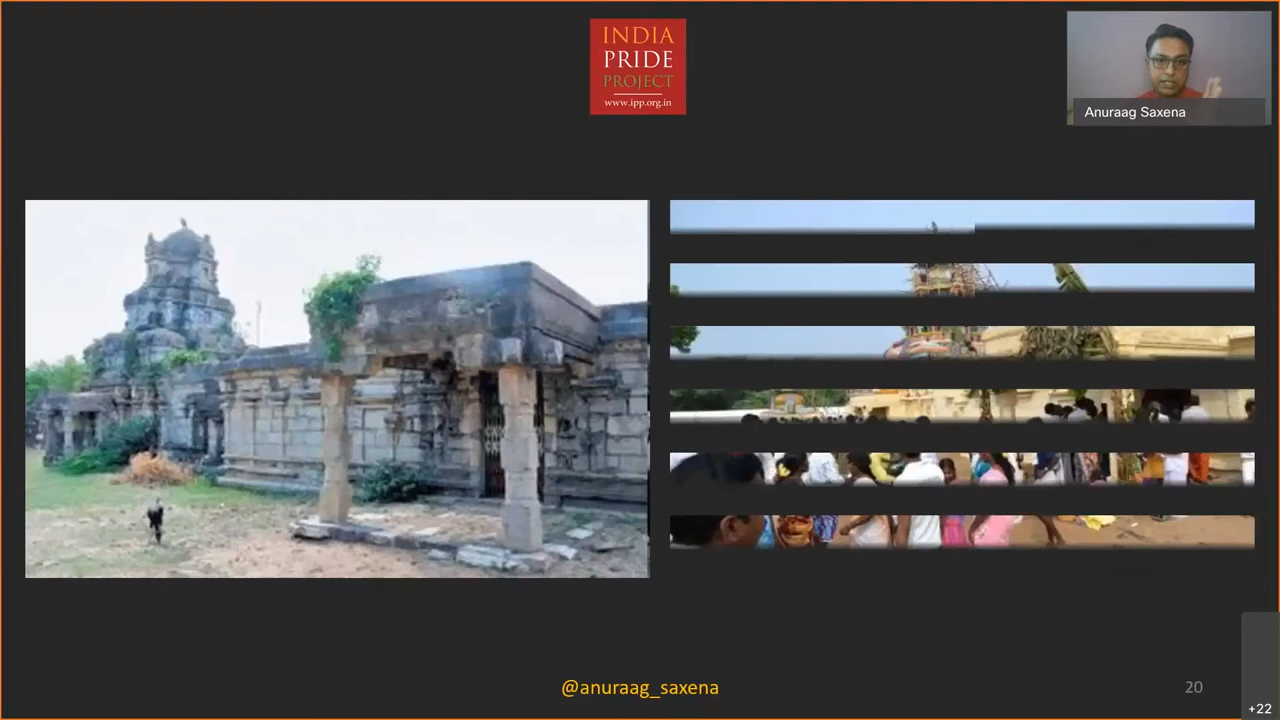 INDIA
PRIDE
PROJECT
www.ipp.org.in
Anuraag Saxena
@anuraag_saxena
20
+22